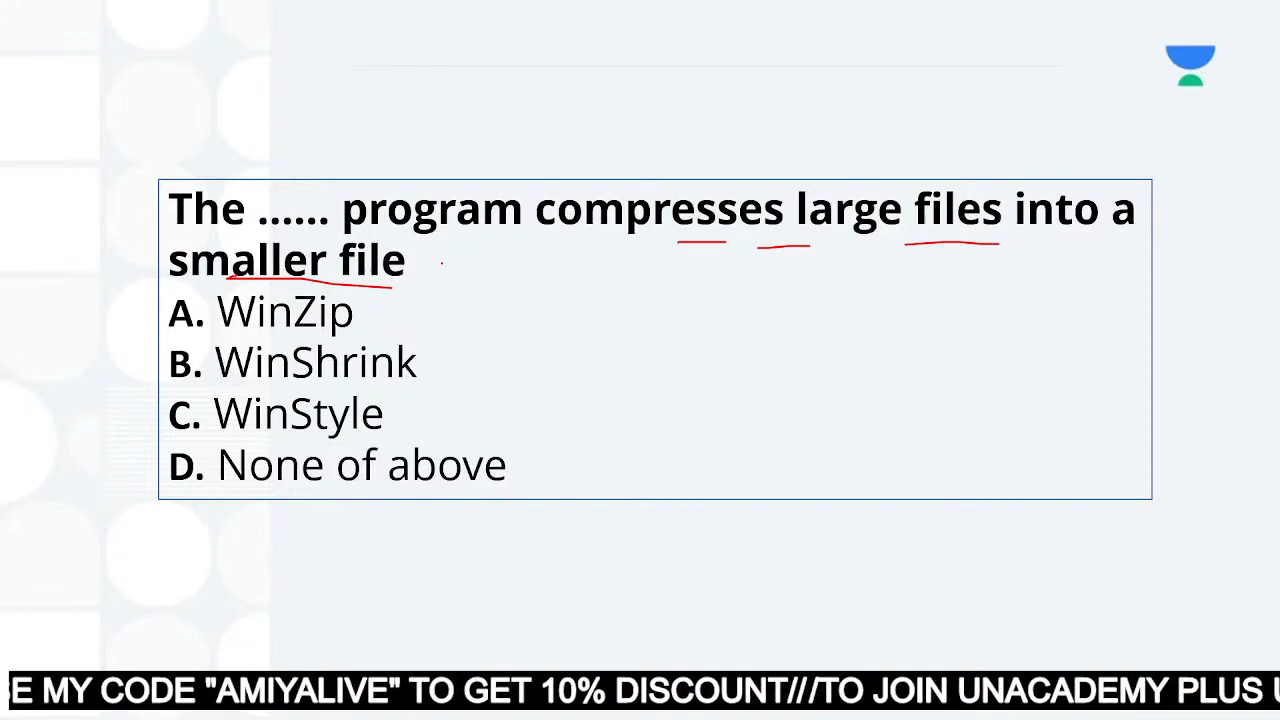 The ...... program compresses large files into a
smaller file
A. WinZip
B. WinShrink
C. WinStyle
D. None of above
MY CODE "AMIYALIVE" TO GET 10% DISCOUNT///TO JOIN UNACADEMY PLUS